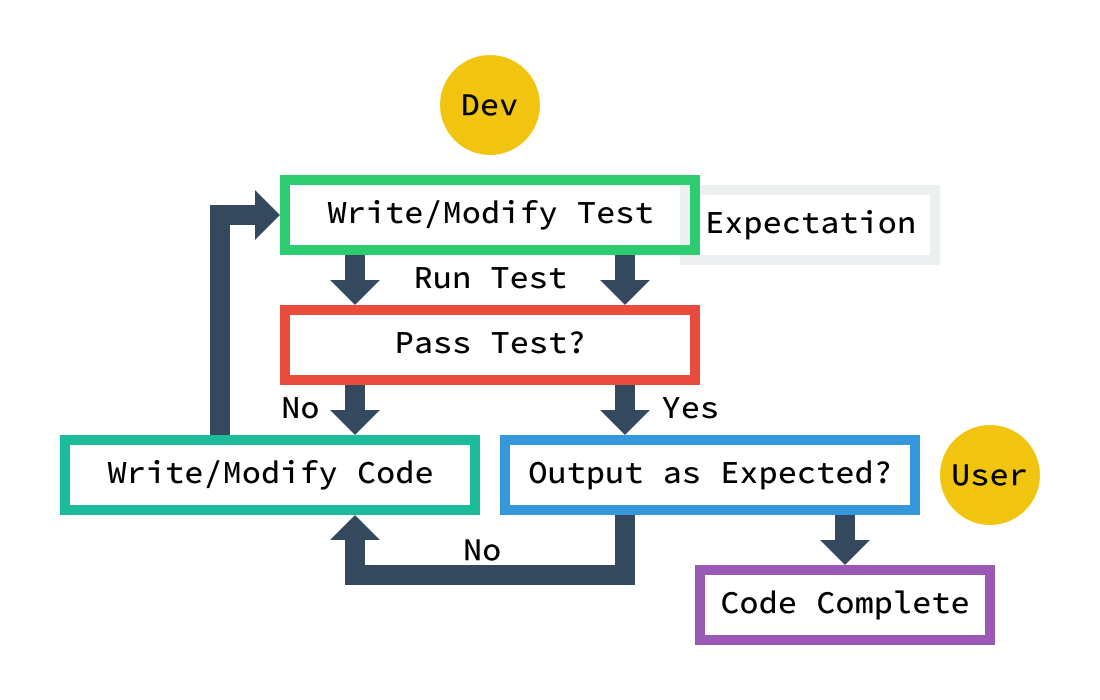 Dev
Write/Modify Test
Expectation
Run Test
Pass Test?
No
Yes
Write/Modify Code
Output as Expected?
User
No
Code Complete